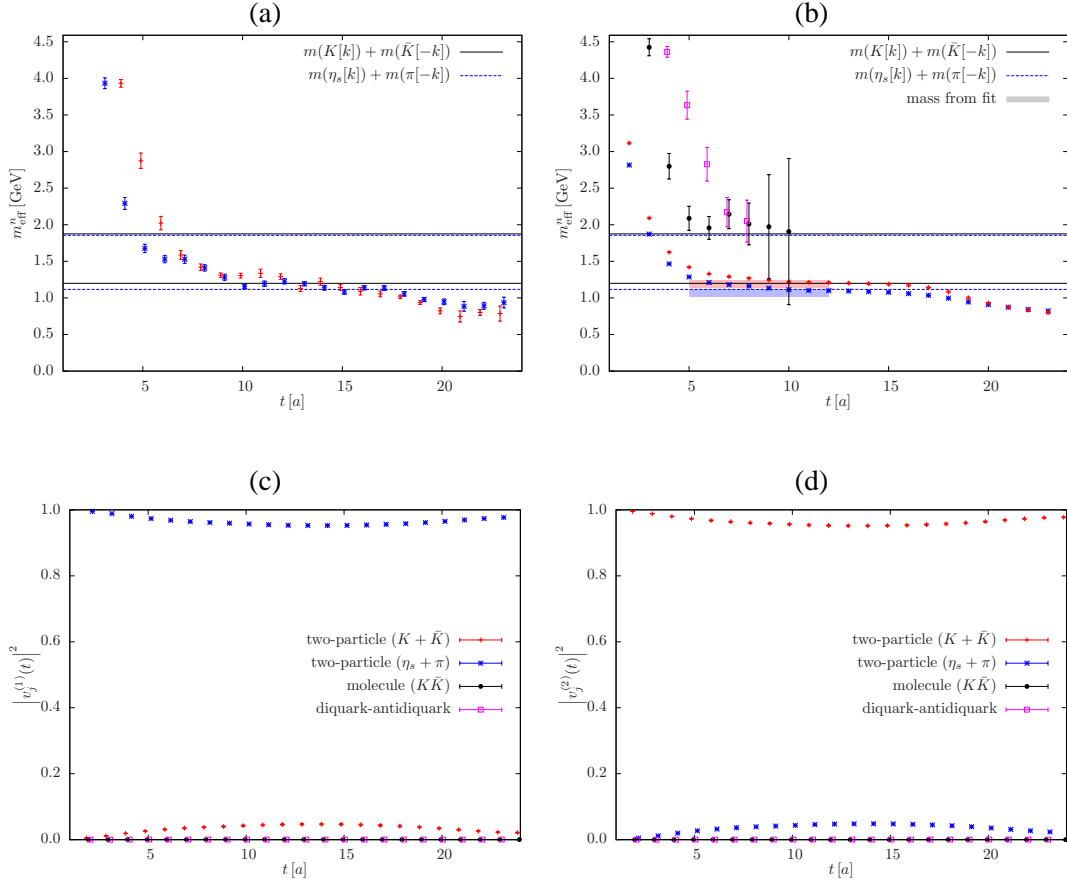 (a)
4.5
4.0
3.5
3.0
2.5
2.0
1.5
1.0
0.5
0.0
m^n_eff [GeV]
m(K[k]) + m(K̄[−k])
m(η_s[k]) + m(π[−k])
5 10 15 20
t [a]
(b)
4.5
4.0
3.5
3.0
2.5
2.0
1.5
1.0
0.5
0.0
m^n_eff [GeV]
m(K[k]) + m(K̄[−k])
m(η_s[k]) + m(π[−k])
mass from fit
5 10 15 20
t [a]
(c)
1.0
0.8
0.6
0.4
0.2
0.0
|v_j^(1)(t)|^2
two-particle (K + K̄)
two-particle (η_s + π)
molecule (KK̄)
diquark-antidiquark
5 10 15 20
t [a]
(d)
1.0
0.8
0.6
0.4
0.2
0.0
|v_j^(2)(t)|^2
two-particle (K + K̄)
two-particle (η_s + π)
molecule (KK̄)
diquark-antidiquark
5 10 15 20
t [a]